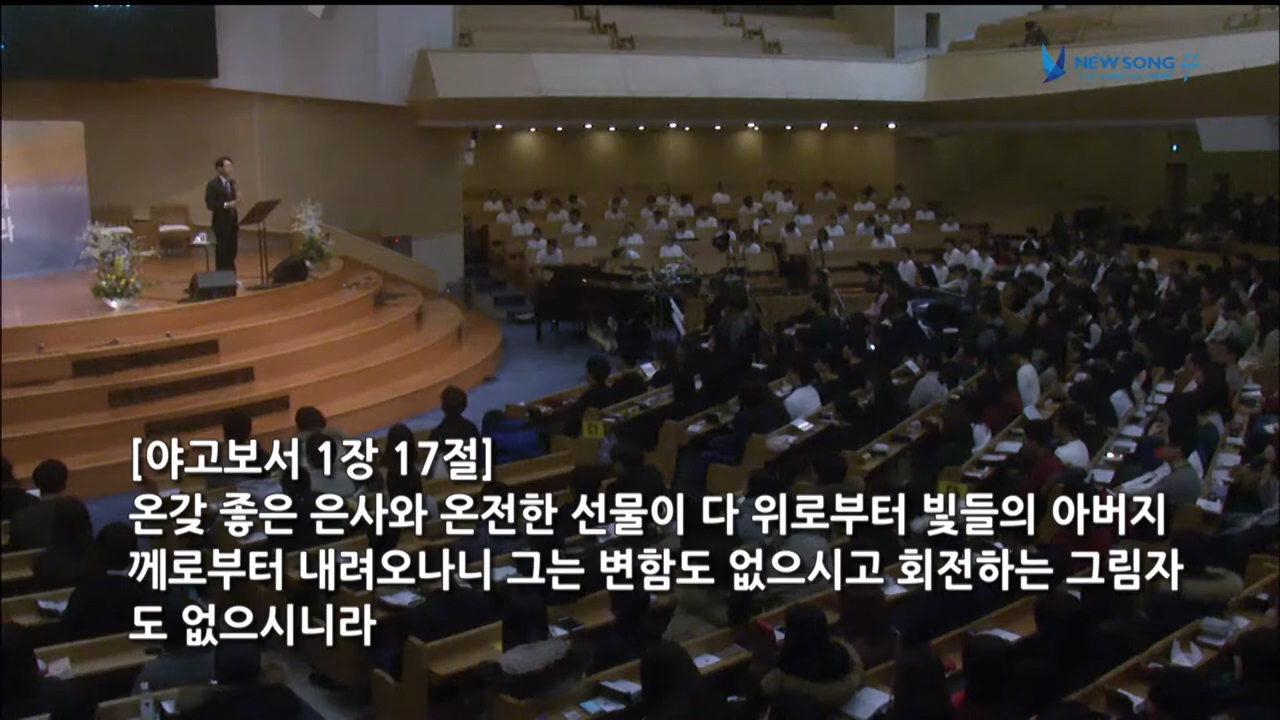 NEWSONG
[야고보서 1장 17절]
온갖 좋은 은사와 온전한 선물이 다 위로부터 빛들의 아버지
께로부터 내려오나니 그는 변함도 없으시고 회전하는 그림자
도 없으시니라